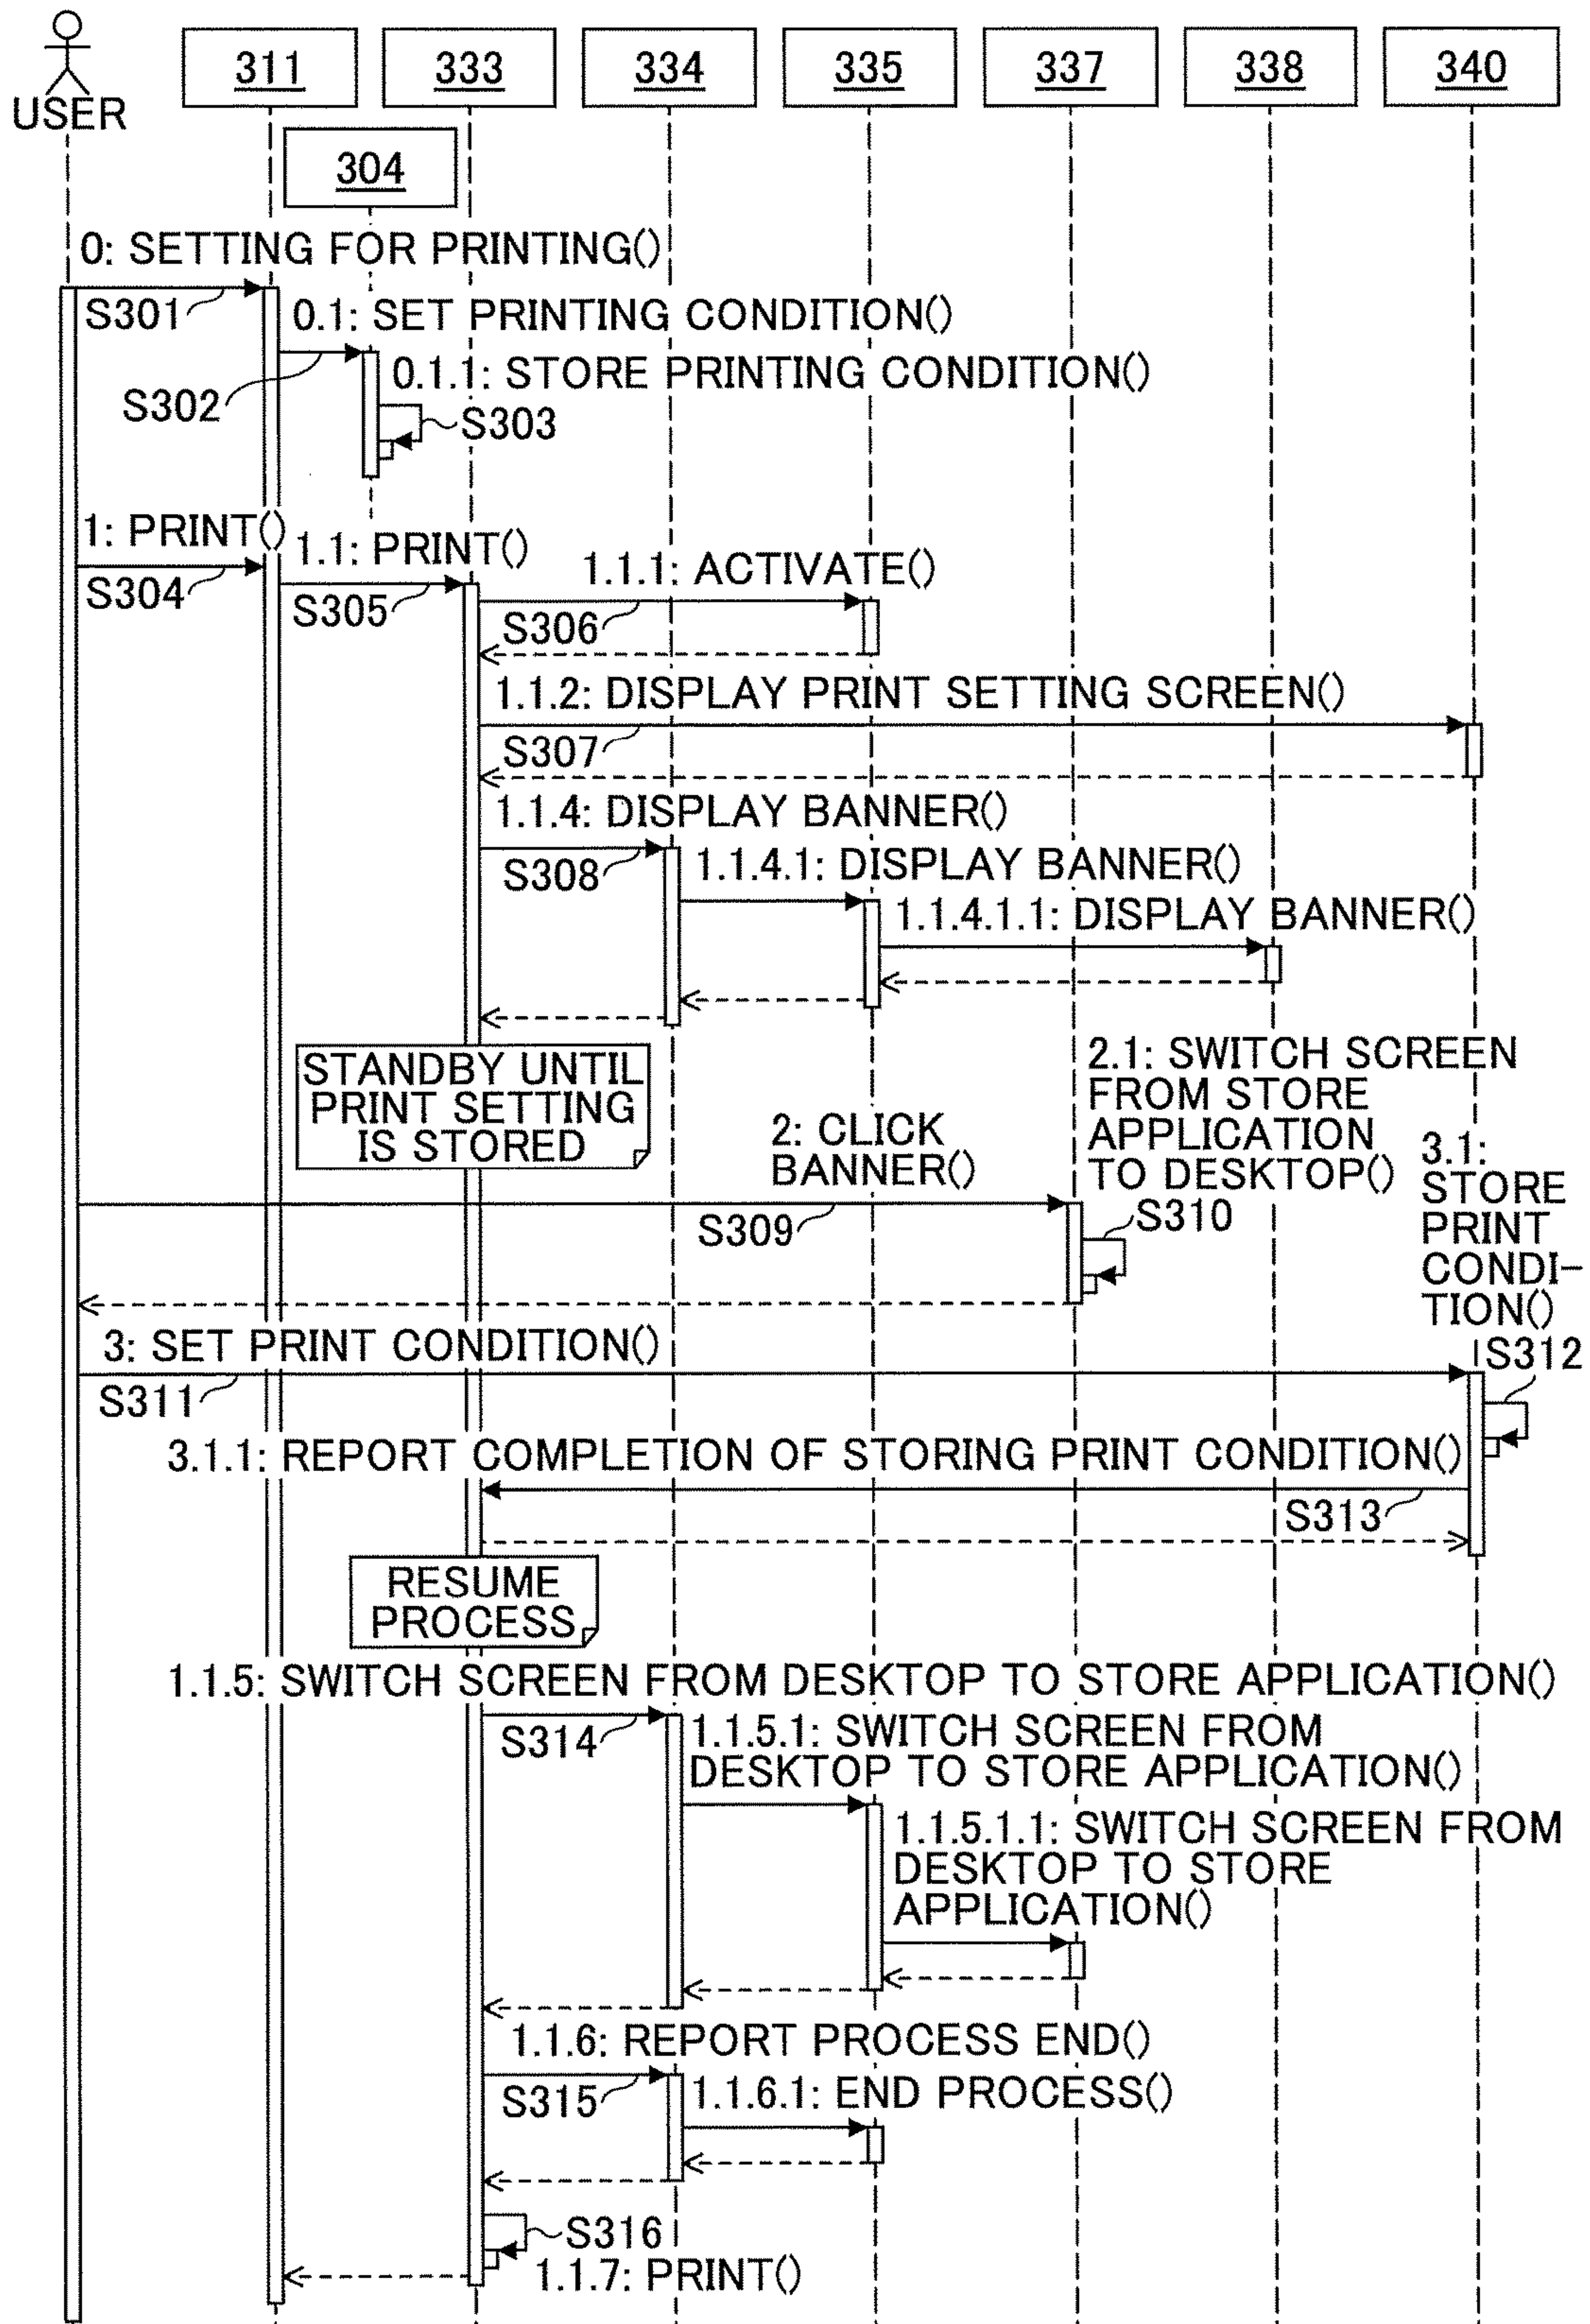 311 333 334 335 337 338 340
USER
304
0: SETTING FOR PRINTING()
S301
0.1: SET PRINTING CONDITION()
0.1.1: STORE PRINTING CONDITION()
S302
S303
1: PRINT()
1.1: PRINT()
1.1.1: ACTIVATE()
S304
S305
S306
1.1.2: DISPLAY PRINT SETTING SCREEN()
S307
1.1.4: DISPLAY BANNER()
S308
1.1.4.1: DISPLAY BANNER()
1.1.4.1.1: DISPLAY BANNER()
STANDBY UNTIL
PRINT SETTING
IS STORED
2: CLICK
BANNER()
2.1: SWITCH SCREEN
FROM STORE
APPLICATION
TO DESKTOP()
3.1:
STORE
PRINT
CONDI-
TION()
S309
S310
3: SET PRINT CONDITION()
S311
S312
3.1.1: REPORT COMPLETION OF STORING PRINT CONDITION()
S313
RESUME
PROCESS
1.1.5: SWITCH SCREEN FROM DESKTOP TO STORE APPLICATION()
S314
1.1.5.1: SWITCH SCREEN FROM
DESKTOP TO STORE APPLICATION()
1.1.5.1.1: SWITCH SCREEN FROM
DESKTOP TO STORE
APPLICATION()
1.1.6: REPORT PROCESS END()
S315
1.1.6.1: END PROCESS()
S316
1.1.7: PRINT()